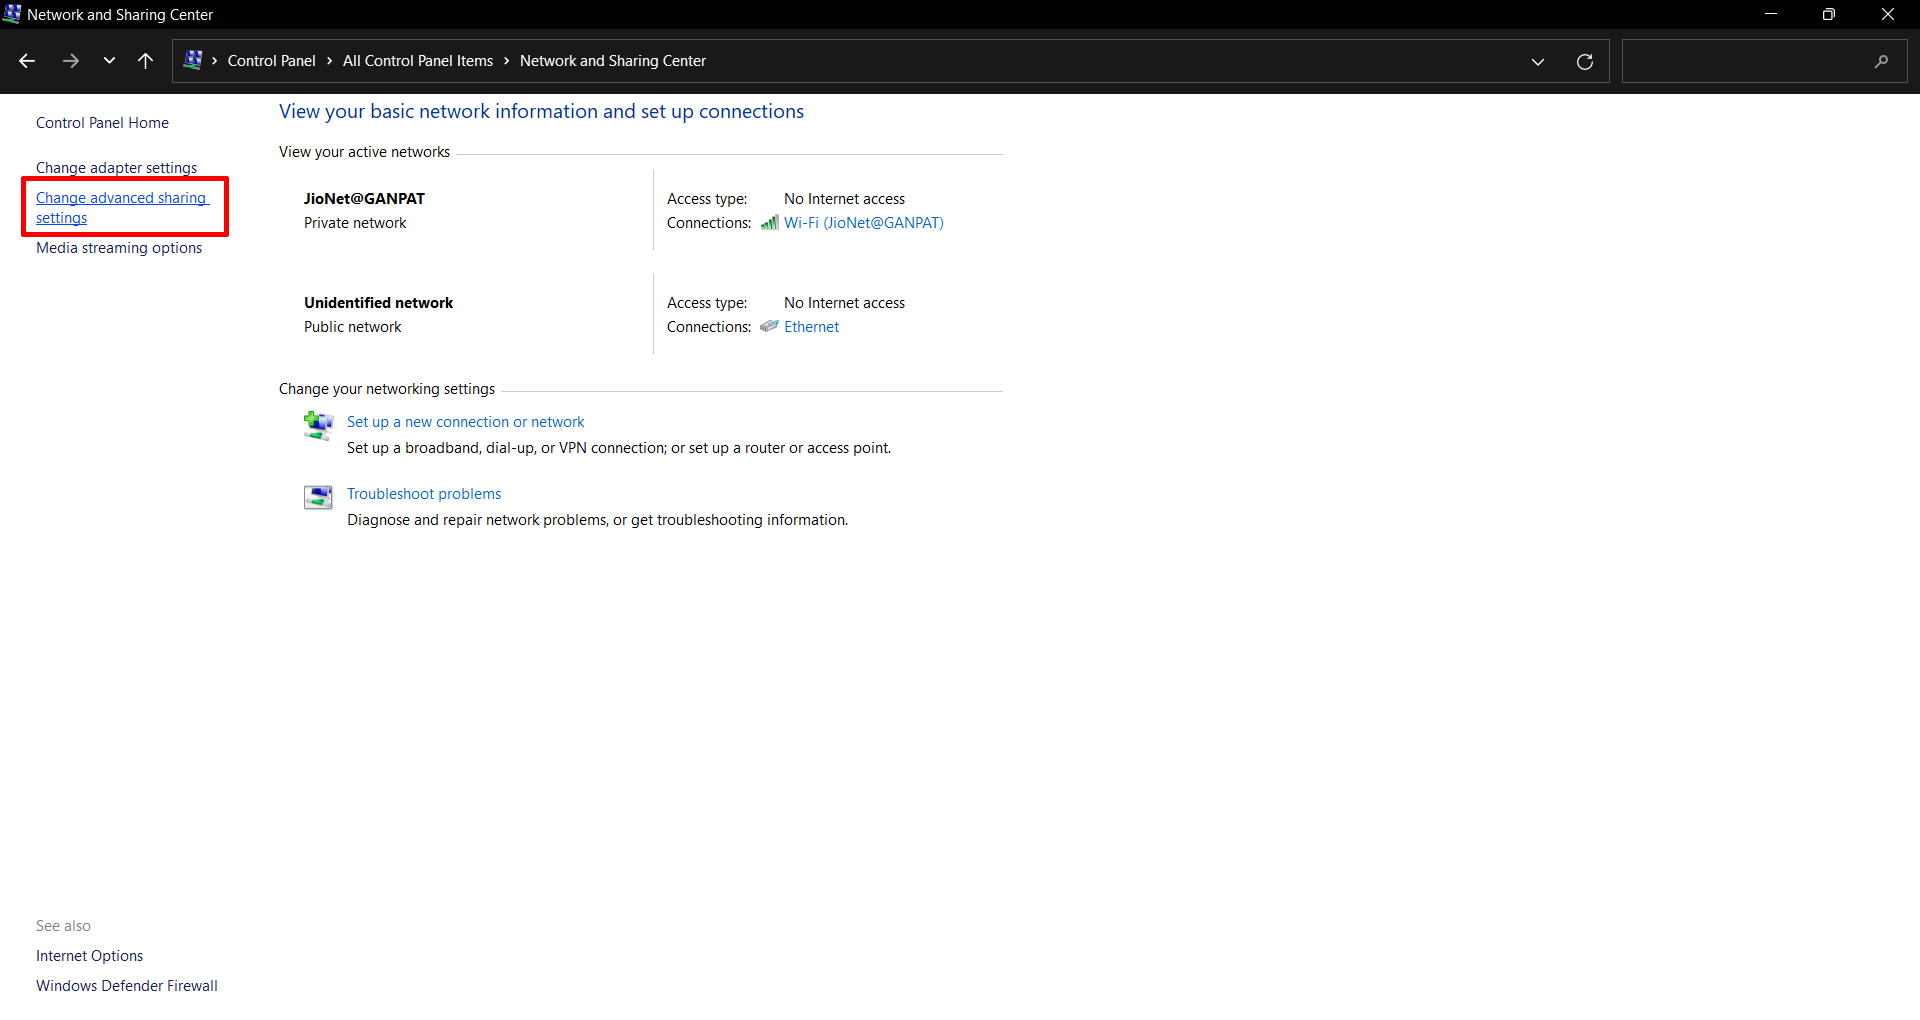 Network and Sharing Center
Control Panel > All Control Panel Items > Network and Sharing Center
Control Panel Home
Change adapter settings
Change advanced sharing
settings
Media streaming options
View your basic network information and set up connections
View your active networks
JioNet@GANPAT
Private network
Access type: No Internet access
Connections: Wi-Fi (JioNet@GANPAT)
Unidentified network
Public network
Access type: No Internet access
Connections: Ethernet
Change your networking settings
Set up a new connection or network
Set up a broadband, dial-up, or VPN connection; or set up a router or access point.
Troubleshoot problems
Diagnose and repair network problems, or get troubleshooting information.
See also
Internet Options
Windows Defender Firewall